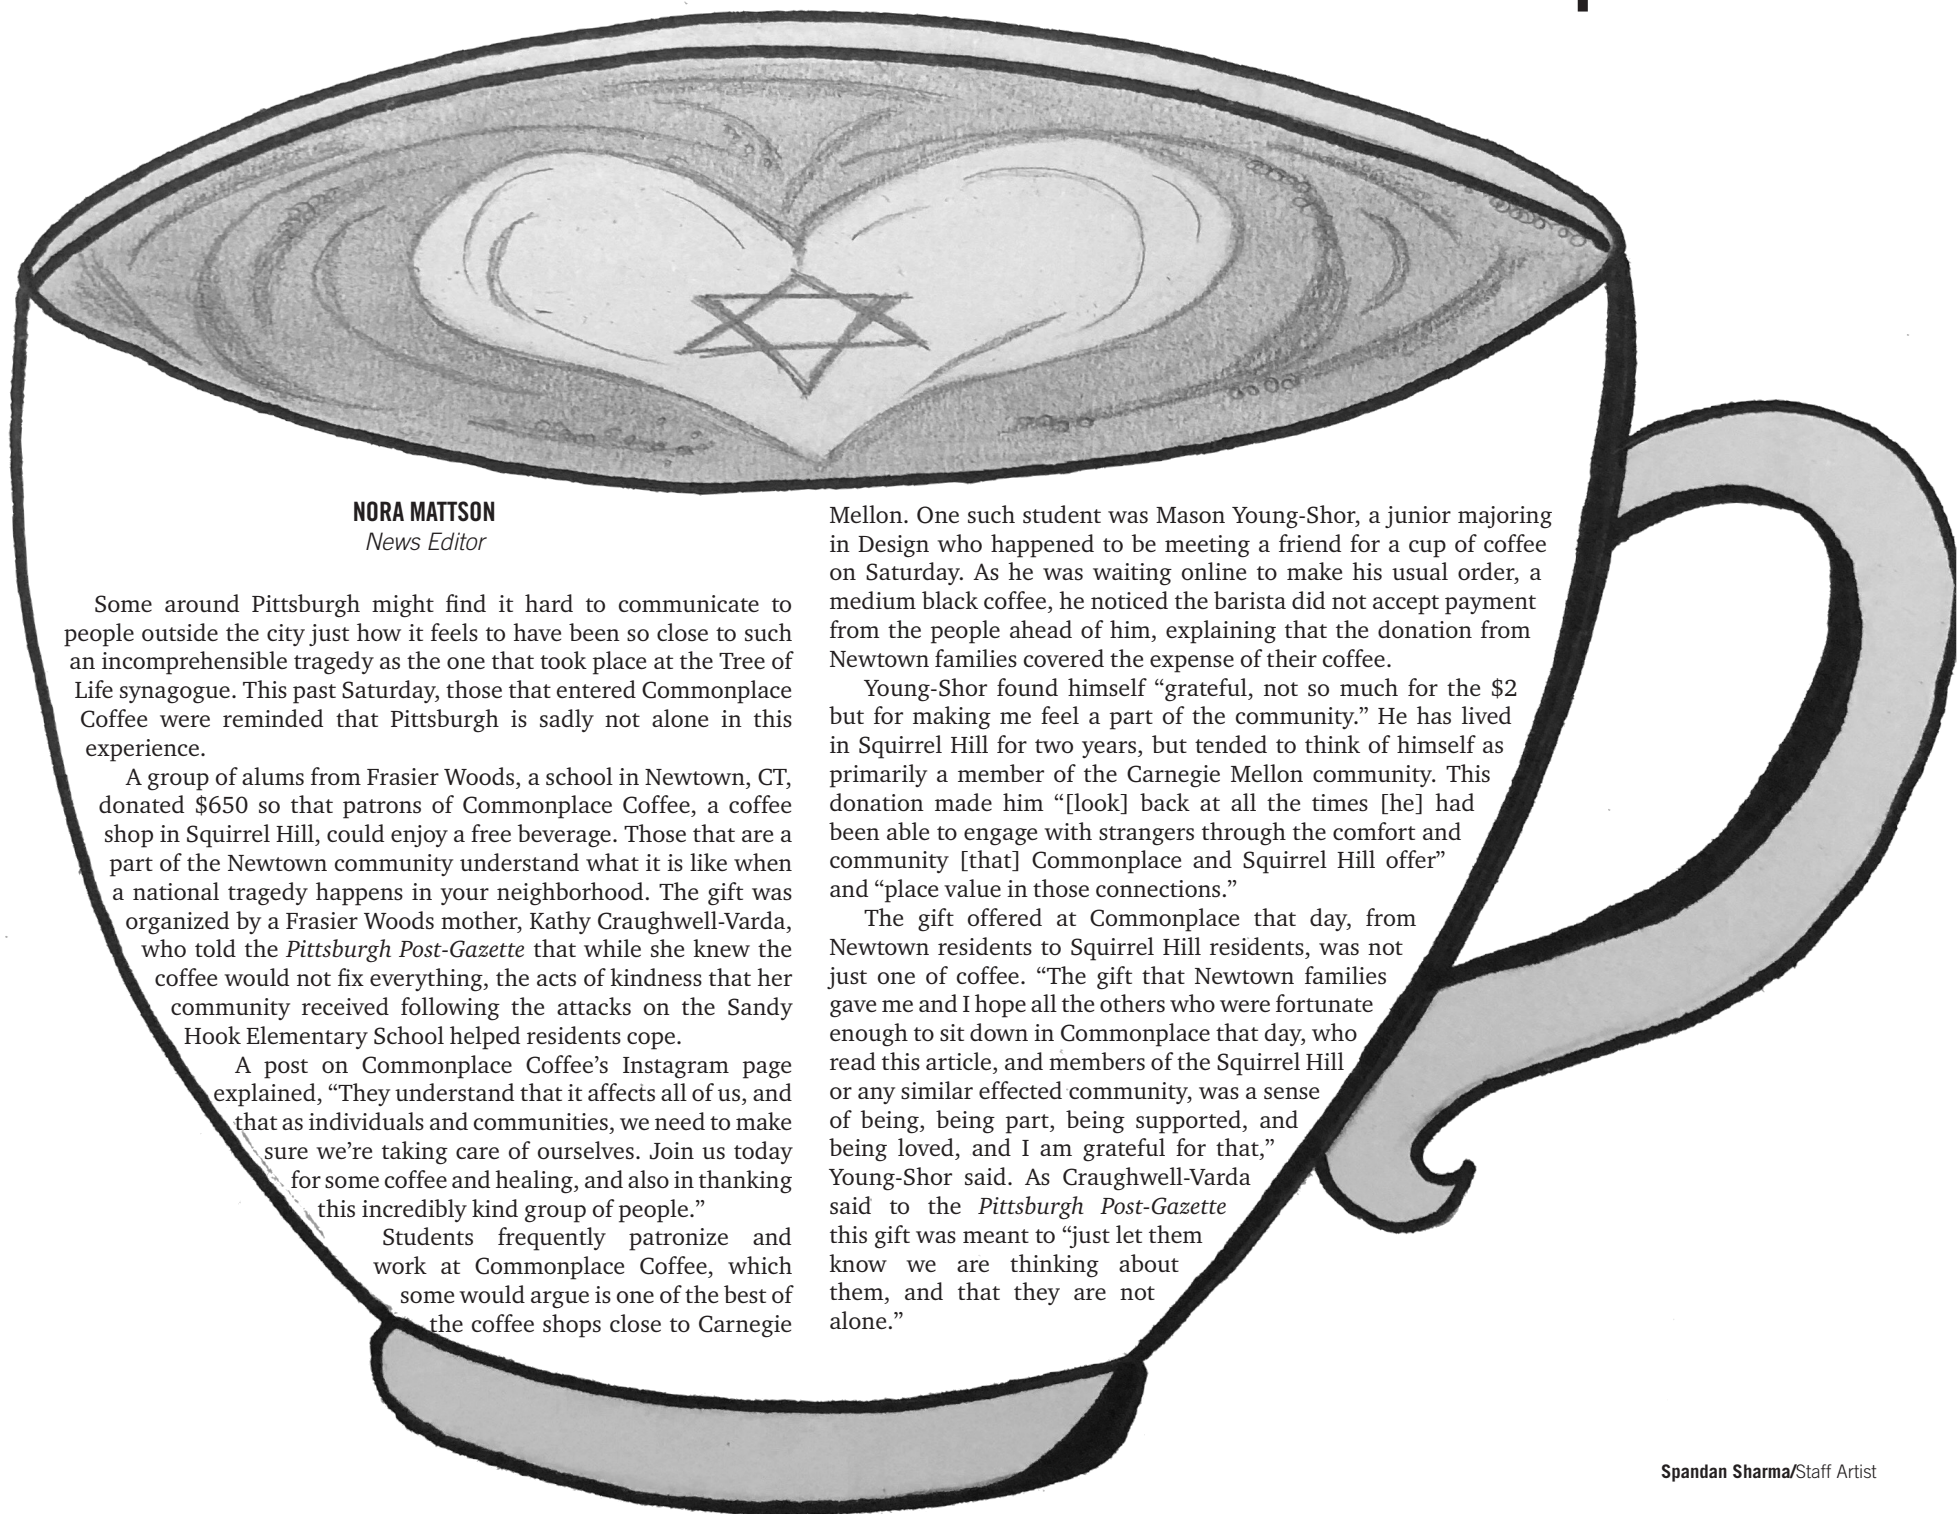 NORA MATTSON
News Editor
Some around Pittsburgh might find it hard to communicate to
people outside the city just how it feels to have been so close to such
an incomprehensible tragedy as the one that took place at the Tree of
Life synagogue. This past Saturday, those that entered Commonplace
Coffee were reminded that Pittsburgh is sadly not alone in this
experience.
A group of alums from Frasier Woods, a school in Newtown, CT,
donated $650 so that patrons of Commonplace Coffee, a coffee
shop in Squirrel Hill, could enjoy a free beverage. Those that are a
part of the Newtown community understand what it is like when
a national tragedy happens in your neighborhood. The gift was
organized by a Frasier Woods mother, Kathy Craughwell-Varda,
who told the Pittsburgh Post-Gazette that while she knew the
coffee would not fix everything, the acts of kindness that her
community received following the attacks on the Sandy
Hook Elementary School helped residents cope.
A post on Commonplace Coffee’s Instagram page
explained, “They understand that it affects all of us, and
that as individuals and communities, we need to make
sure we’re taking care of ourselves. Join us today
for some coffee and healing, and also in thanking
this incredibly kind group of people.”
Students frequently patronize and
work at Commonplace Coffee, which
some would argue is one of the best of
the coffee shops close to Carnegie
Mellon. One such student was Mason Young-Shor, a junior majoring
in Design who happened to be meeting a friend for a cup of coffee
on Saturday. As he was waiting online to make his usual order, a
medium black coffee, he noticed the barista did not accept payment
from the people ahead of him, explaining that the donation from
Newtown families covered the expense of their coffee.
Young-Shor found himself “grateful, not so much for the $2
but for making me feel a part of the community.” He has lived
in Squirrel Hill for two years, but tended to think of himself as
primarily a member of the Carnegie Mellon community. This
donation made him “[look] back at all the times [he] had
been able to engage with strangers through the comfort and
community [that] Commonplace and Squirrel Hill offer”
and “place value in those connections.”
The gift offered at Commonplace that day, from
Newtown residents to Squirrel Hill residents, was not
just one of coffee. “The gift that Newtown families
gave me and I hope all the others who were fortunate
enough to sit down in Commonplace that day, who
read this article, and members of the Squirrel Hill
or any similar effected community, was a sense
of being, being part, being supported, and
being loved, and I am grateful for that,”
Young-Shor said. As Craughwell-Varda
said to the Pittsburgh Post-Gazette
this gift was meant to “just let them
know we are thinking about
them, and that they are not
alone.”
Spandan Sharma/Staff Artist